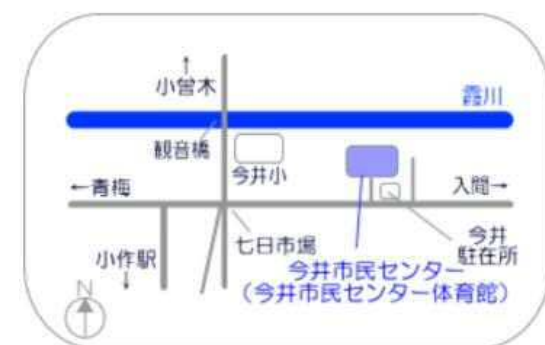 ↑
小曾木
霞川
観音橋
今井小
←青梅
入間→
七日市場
今井
駐在所
小作駅
↓
今井市民センター
（今井市民センター体育館）
N